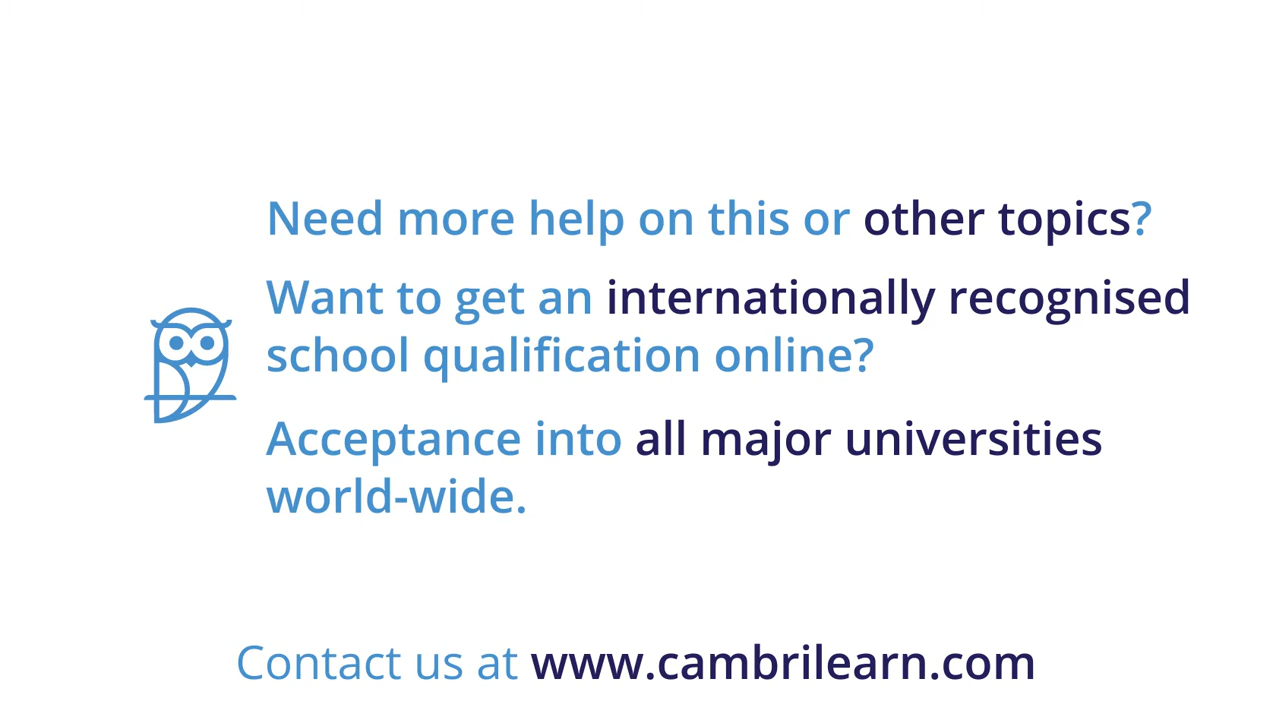 Need more help on this or other topics?
Want to get an internationally recognised
school qualification online?
Acceptance into all major universities
world-wide.
Contact us at www.cambrilearn.com